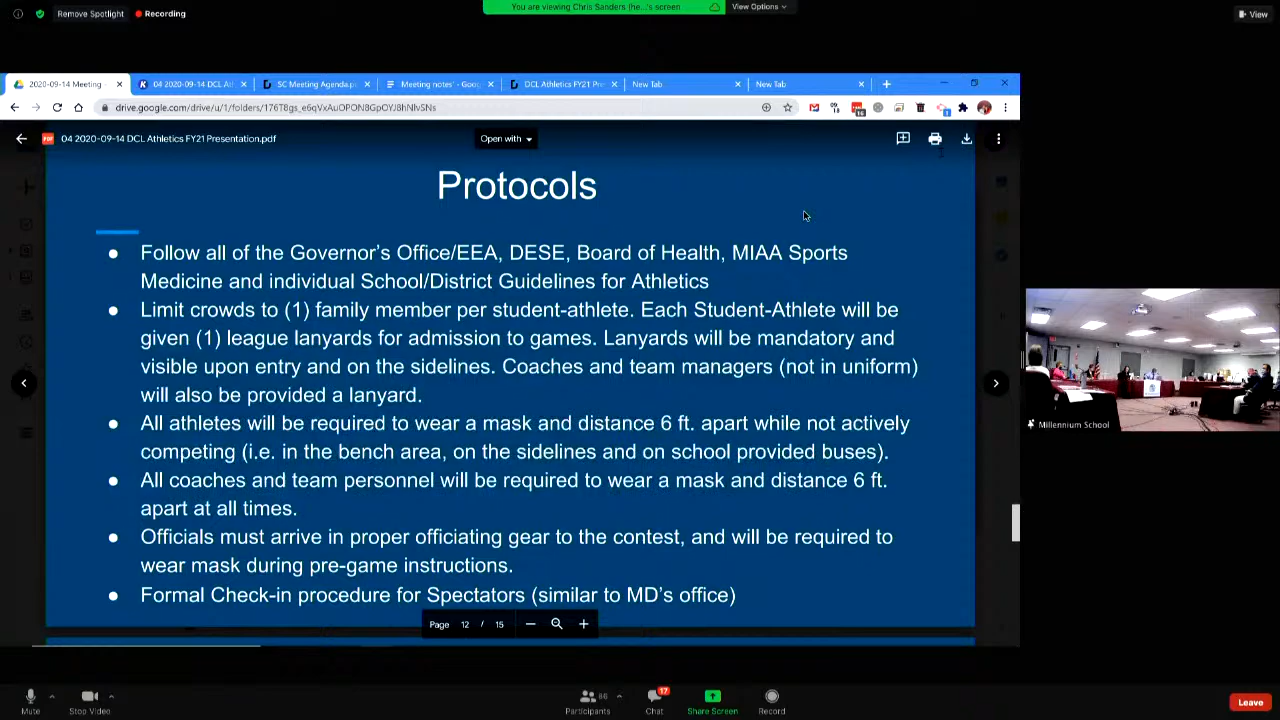 Remove Spotlight
Recording
You are viewing Chris Sanders (he...'s screen
View Options
View
2020-09-14 Meeting
04 2020-09-14 DCL At
SC Meeting Agenda.p
Meeting notes' - Goo
DCL Athletics FY21 Pre
New Tab
New Tab
04 2020-09-14 DCL Athletics FY21 Presentation.pdf
Open with
Protocols
Follow all of the Governor's Office/EEA, DESE, Board of Health, MIAA Sports
Medicine and individual School/District Guidelines for Athletics
Limit crowds to (1) family member per student-athlete. Each Student-Athlete will be
given (1) league lanyards for admission to games. Lanyards will be mandatory and
visible upon entry and on the sidelines. Coaches and team managers (not in uniform)
will also be provided a lanyard.
All athletes will be required to wear a mask and distance 6 ft. apart while not actively
competing (i.e. in the bench area, on the sidelines and on school provided buses).
All coaches and team personnel will be required to wear a mask and distance 6 ft.
apart at all times.
Officials must arrive in proper officiating gear to the contest, and will be required to
wear mask during pre-game instructions.
Formal Check-in procedure for Spectators (similar to MD's office)
Page 12 / 15
Millennium School
Mute
Stop Video
Participants
86
Chat
17
Share Screen
Record
Leave